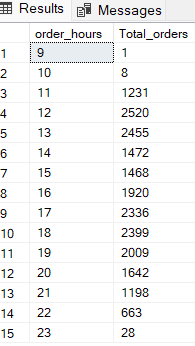 Results Messages
order_hours Total_orders
1 9 1
2 10 8
3 11 1231
4 12 2520
5 13 2455
6 14 1472
7 15 1468
8 16 1920
9 17 2336
10 18 2399
11 19 2009
12 20 1642
13 21 1198
14 22 663
15 23 28